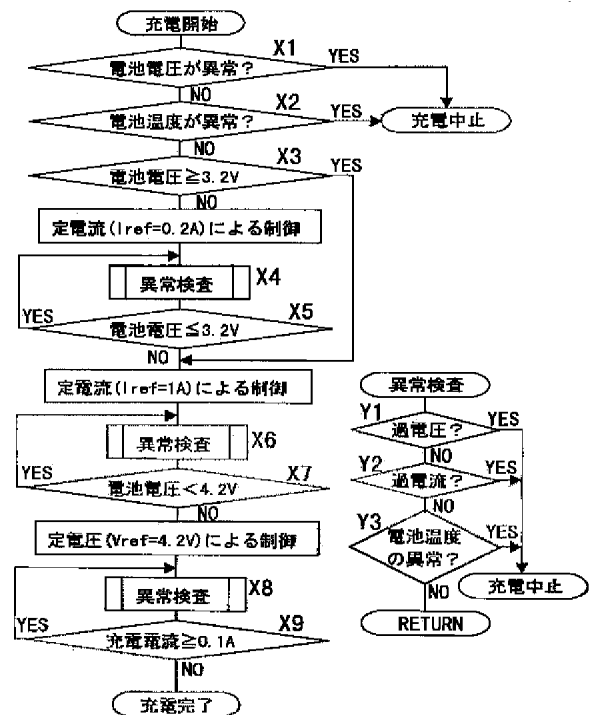 充電開始
X1
電池電圧が異常?
YES
NO
X2
電池温度が異常?
YES
充電中止
NO
X3
電池電圧≧3.2V
YES
NO
定電流(Iref=0.2A)による制御
異常検査
X4
X5
YES
電池電圧≦3.2V
NO
定電流(Iref=1A)による制御
異常検査
X6
X7
YES
電池電圧<4.2V
NO
定電圧(Vref=4.2V)による制御
異常検査
X8
X9
YES
充電電流≧0.1A
NO
充電完了
異常検査
Y1
過電圧?
YES
NO
Y2
過電流?
YES
NO
Y3
電池温度
の異常?
YES
充電中止
NO
RETURN